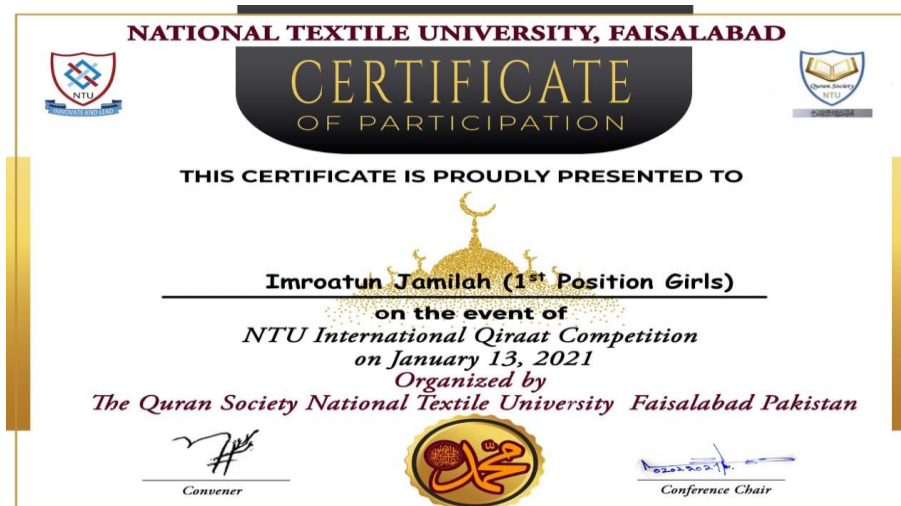 NATIONAL TEXTILE UNIVERSITY, FAISALABAD
NTU
INNOVATE AND LEAD
CERTIFICATE
OF PARTICIPATION
Quran Society
NTU
THIS CERTIFICATE IS PROUDLY PRESENTED TO
Imroatun Jamilah (1st Position Girls)
on the event of
NTU International Qiraat Competition
on January 13, 2021
Organized by
The Quran Society National Textile University Faisalabad Pakistan
محمد
Convener
Conference Chair